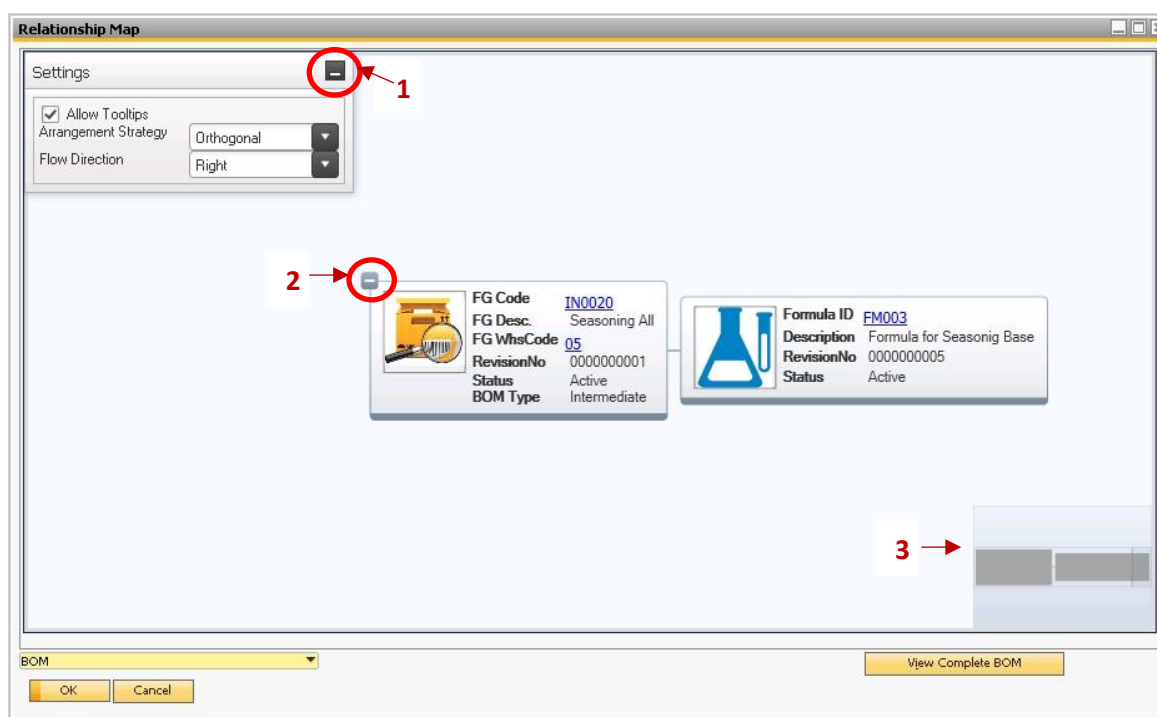 Relationship Map
Settings
1
Allow Tooltips
Arrangement Strategy Orthogonal
Flow Direction Right
2
FG Code IN0020
FG Desc. Seasoning All
FG WhsCode 05
RevisionNo 0000000001
Status Active
BOM Type Intermediate
Formula ID FM003
Description Formula for Seasonig Base
RevisionNo 0000000005
Status Active
3
BOM
View Complete BOM
OK Cancel